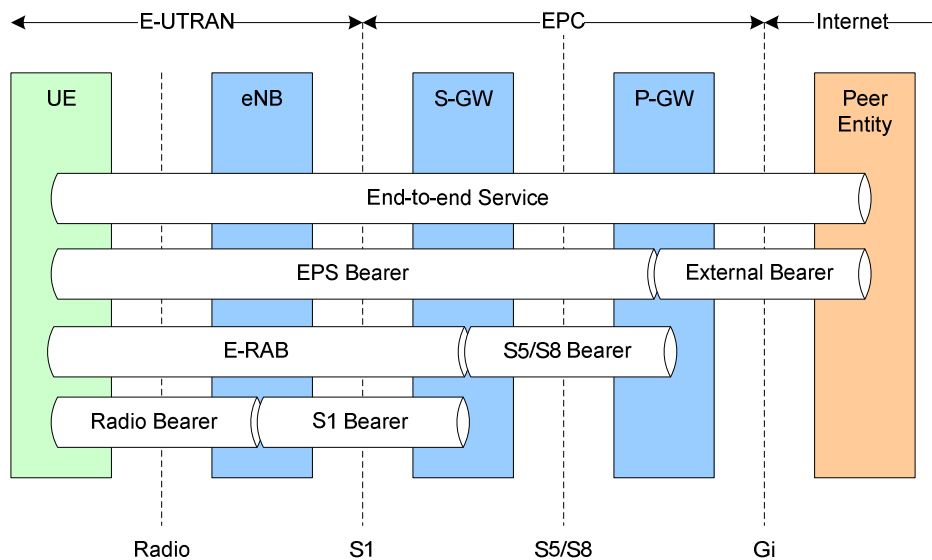 E-UTRAN
EPC
Internet
UE
eNB
S-GW
P-GW
Peer
Entity
End-to-end Service
EPS Bearer
External Bearer
E-RAB
S5/S8 Bearer
Radio Bearer
S1 Bearer
Radio
S1
S5/S8
Gi